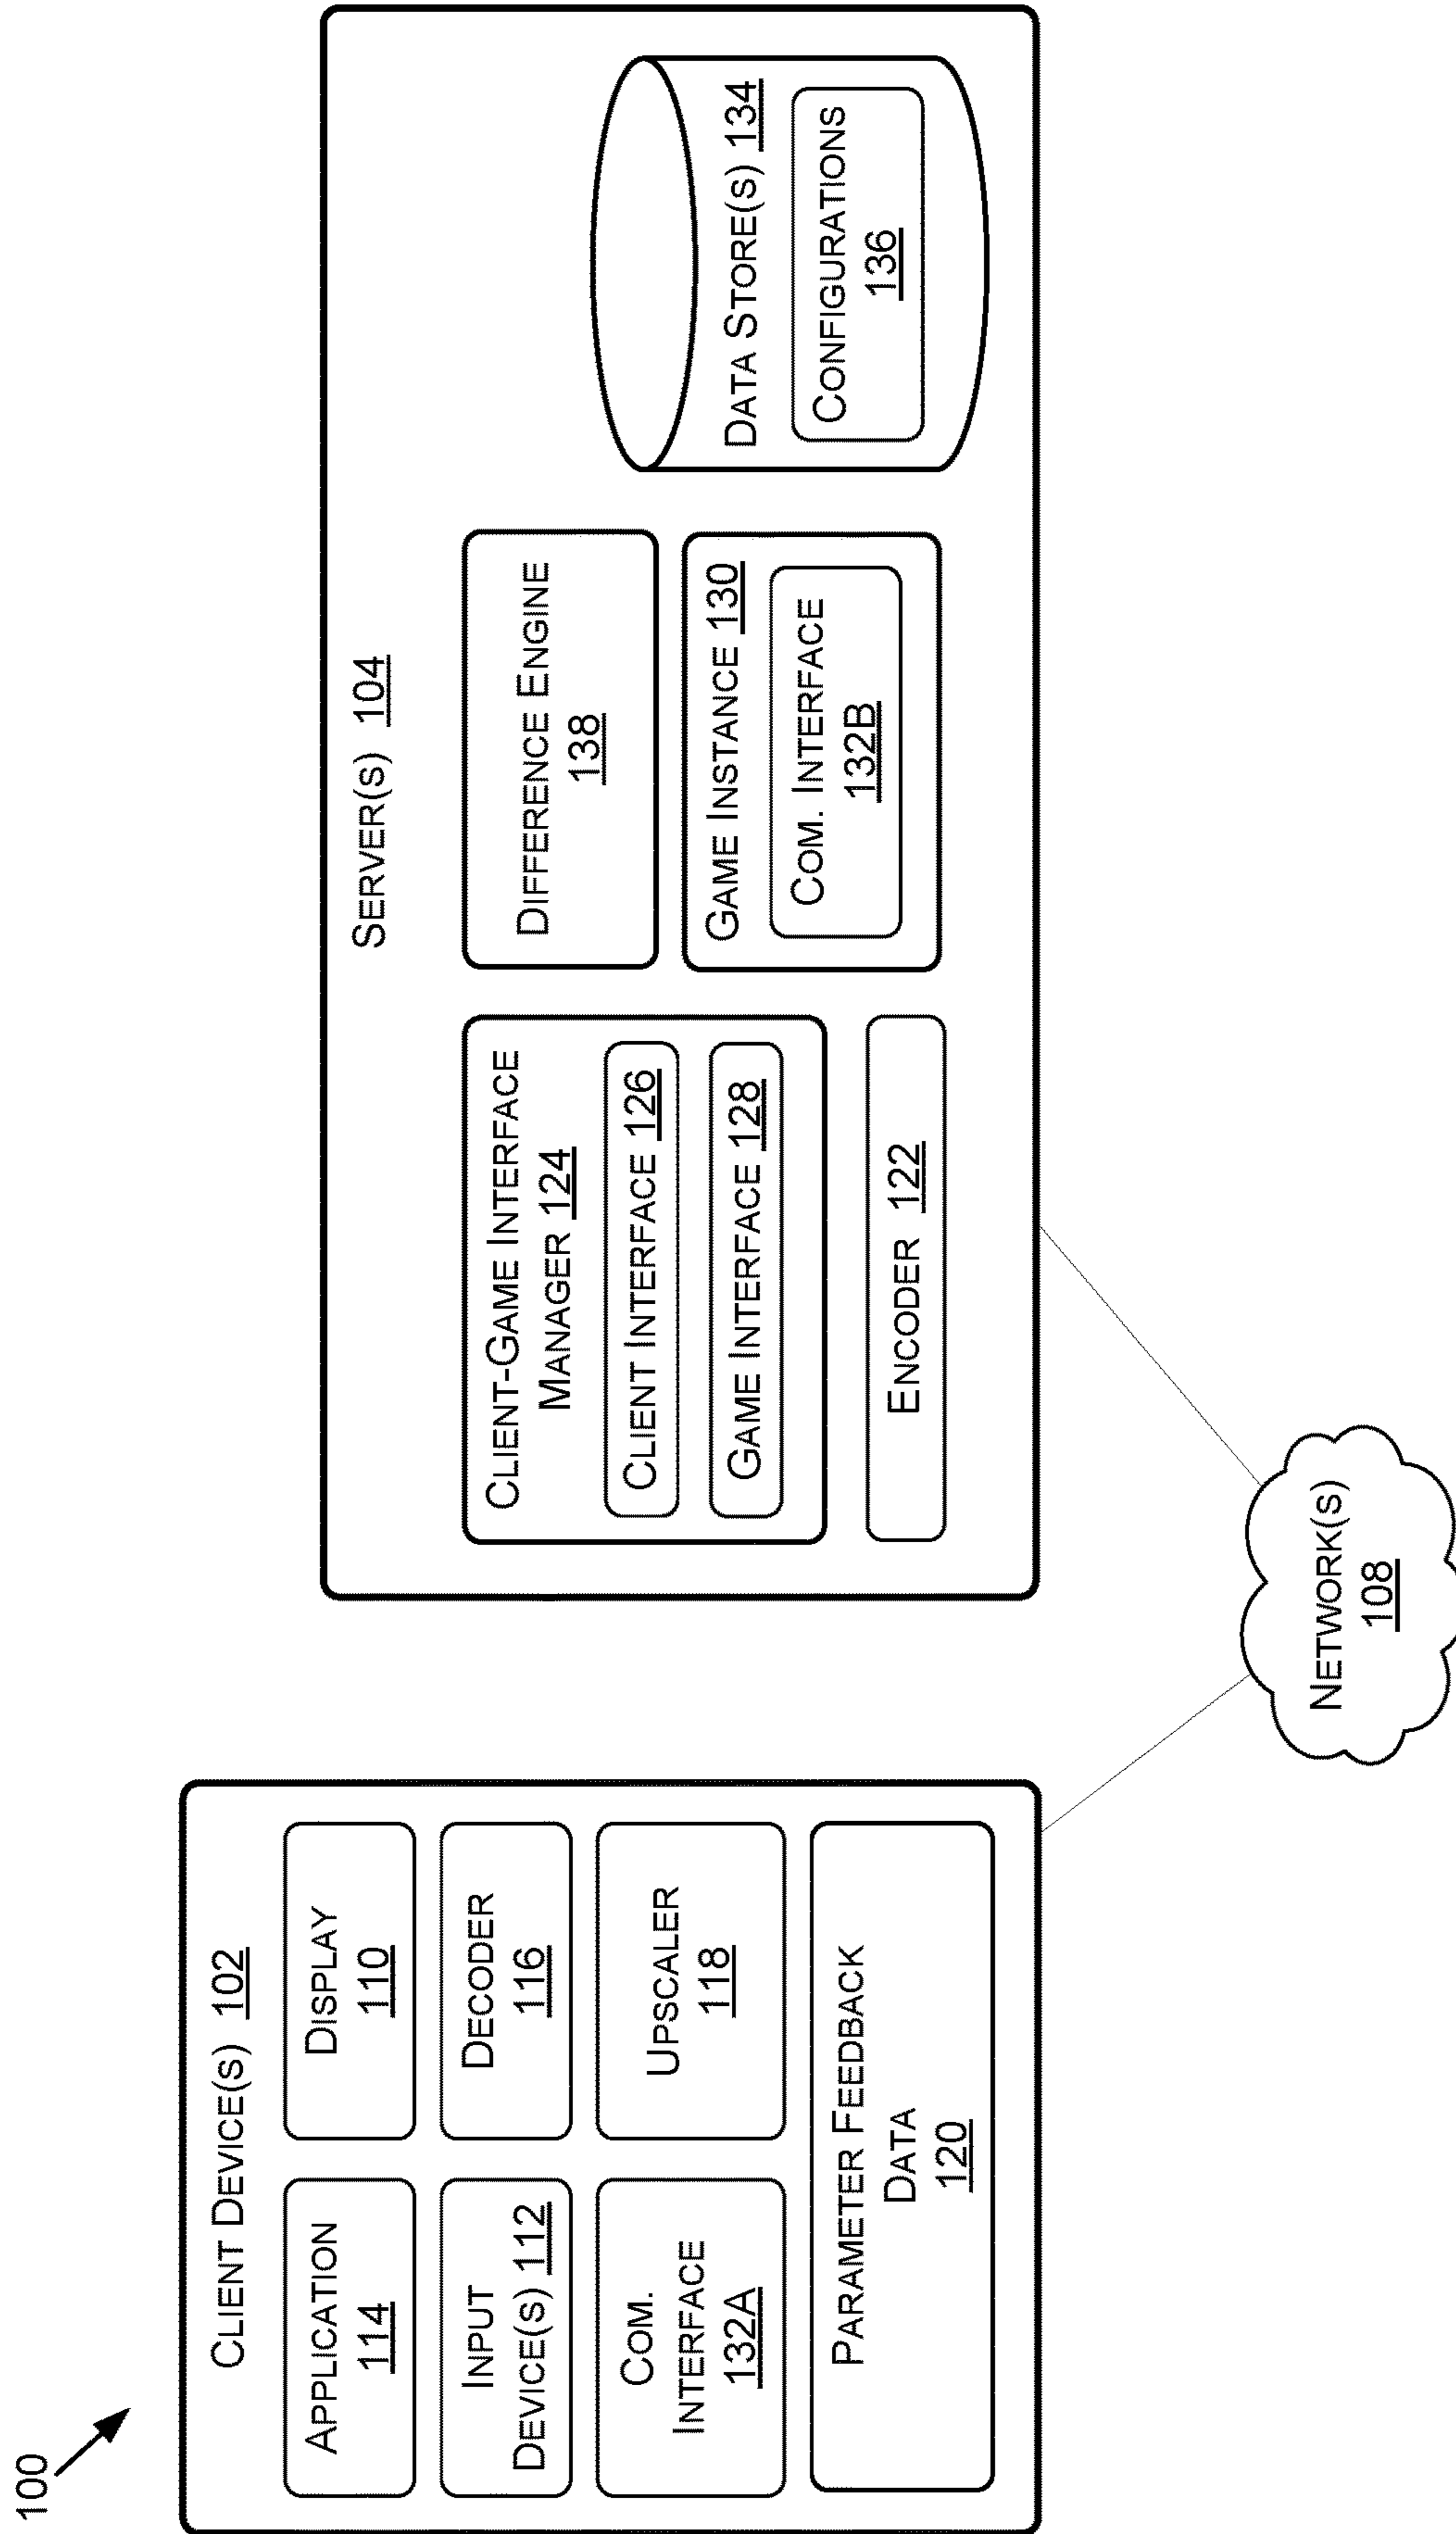 100
CLIENT DEVICE(S) 102
APPLICATION
114
DISPLAY
110
INPUT
DEVICE(S) 112
DECODER
116
COM.
INTERFACE
132A
UPSCALER
118
PARAMETER FEEDBACK
DATA
120
SERVER(S) 104
CLIENT-GAME INTERFACE
MANAGER 124
CLIENT INTERFACE 126
GAME INTERFACE 128
ENCODER 122
DIFFERENCE ENGINE
138
GAME INSTANCE 130
COM. INTERFACE
132B
DATA STORE(S) 134
CONFIGURATIONS
136
NETWORK(S)
108